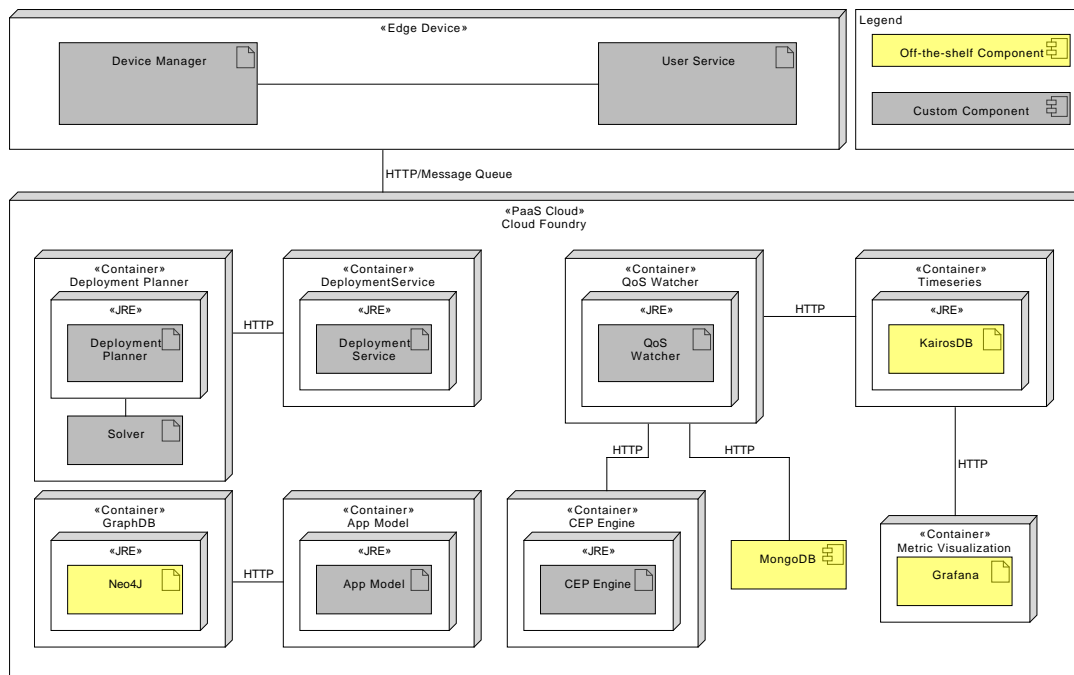 «Edge Device»
Device Manager
User Service
Legend
Off-the-shelf Component
Custom Component
HTTP/Message Queue
«PaaS Cloud»
Cloud Foundry
«Container»
Deployment Planner
«JRE»
Deployment
Planner
Solver
HTTP
«Container»
DeploymentService
«JRE»
Deployment
Service
«Container»
QoS Watcher
«JRE»
QoS
Watcher
HTTP
«Container»
Timeseries
«JRE»
KairosDB
HTTP
HTTP
HTTP
«Container»
GraphDB
«JRE»
Neo4J
HTTP
«Container»
App Model
«JRE»
App Model
«Container»
CEP Engine
«JRE»
CEP Engine
MongoDB
«Container»
Metric Visualization
Grafana